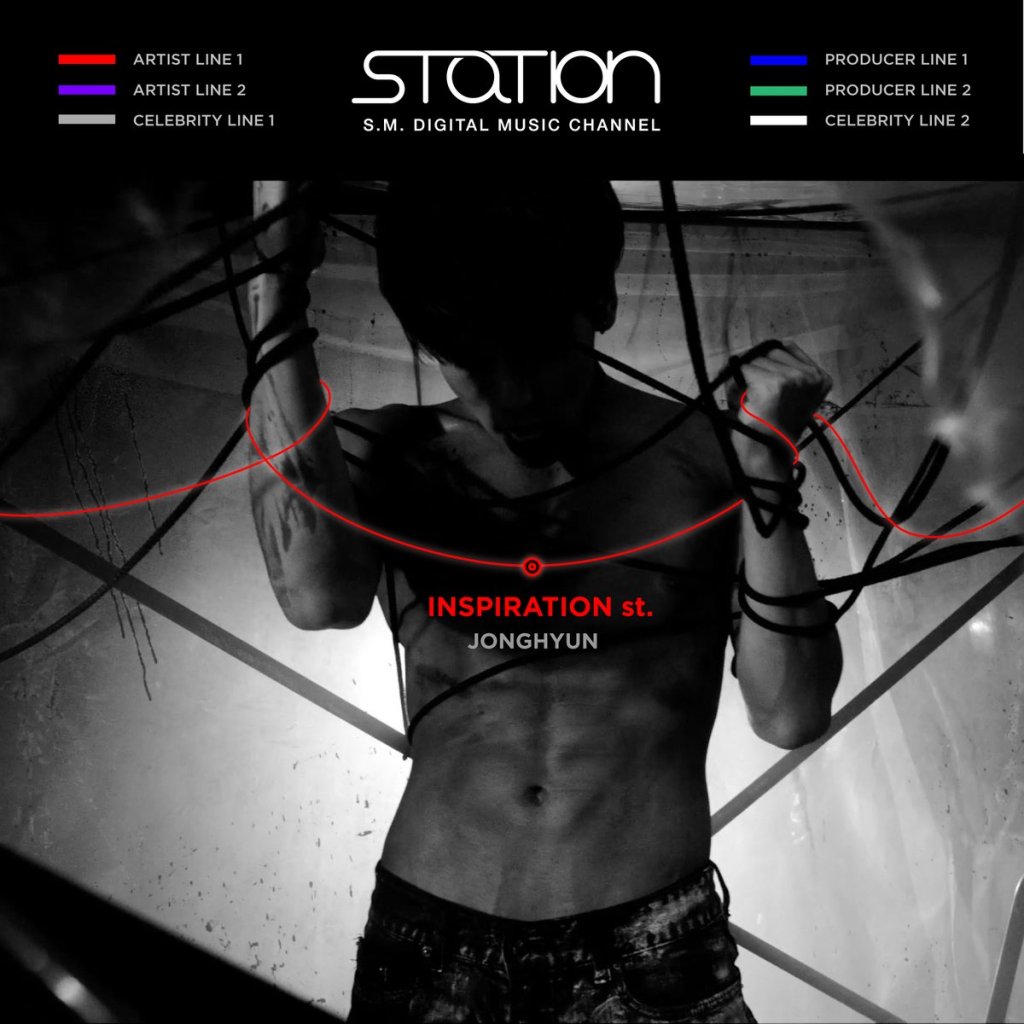 ARTIST LINE 1
ARTIST LINE 2
CELEBRITY LINE 1
STATION
S.M. DIGITAL MUSIC CHANNEL
PRODUCER LINE 1
PRODUCER LINE 2
CELEBRITY LINE 2
INSPIRATION st.
JONGHYUN